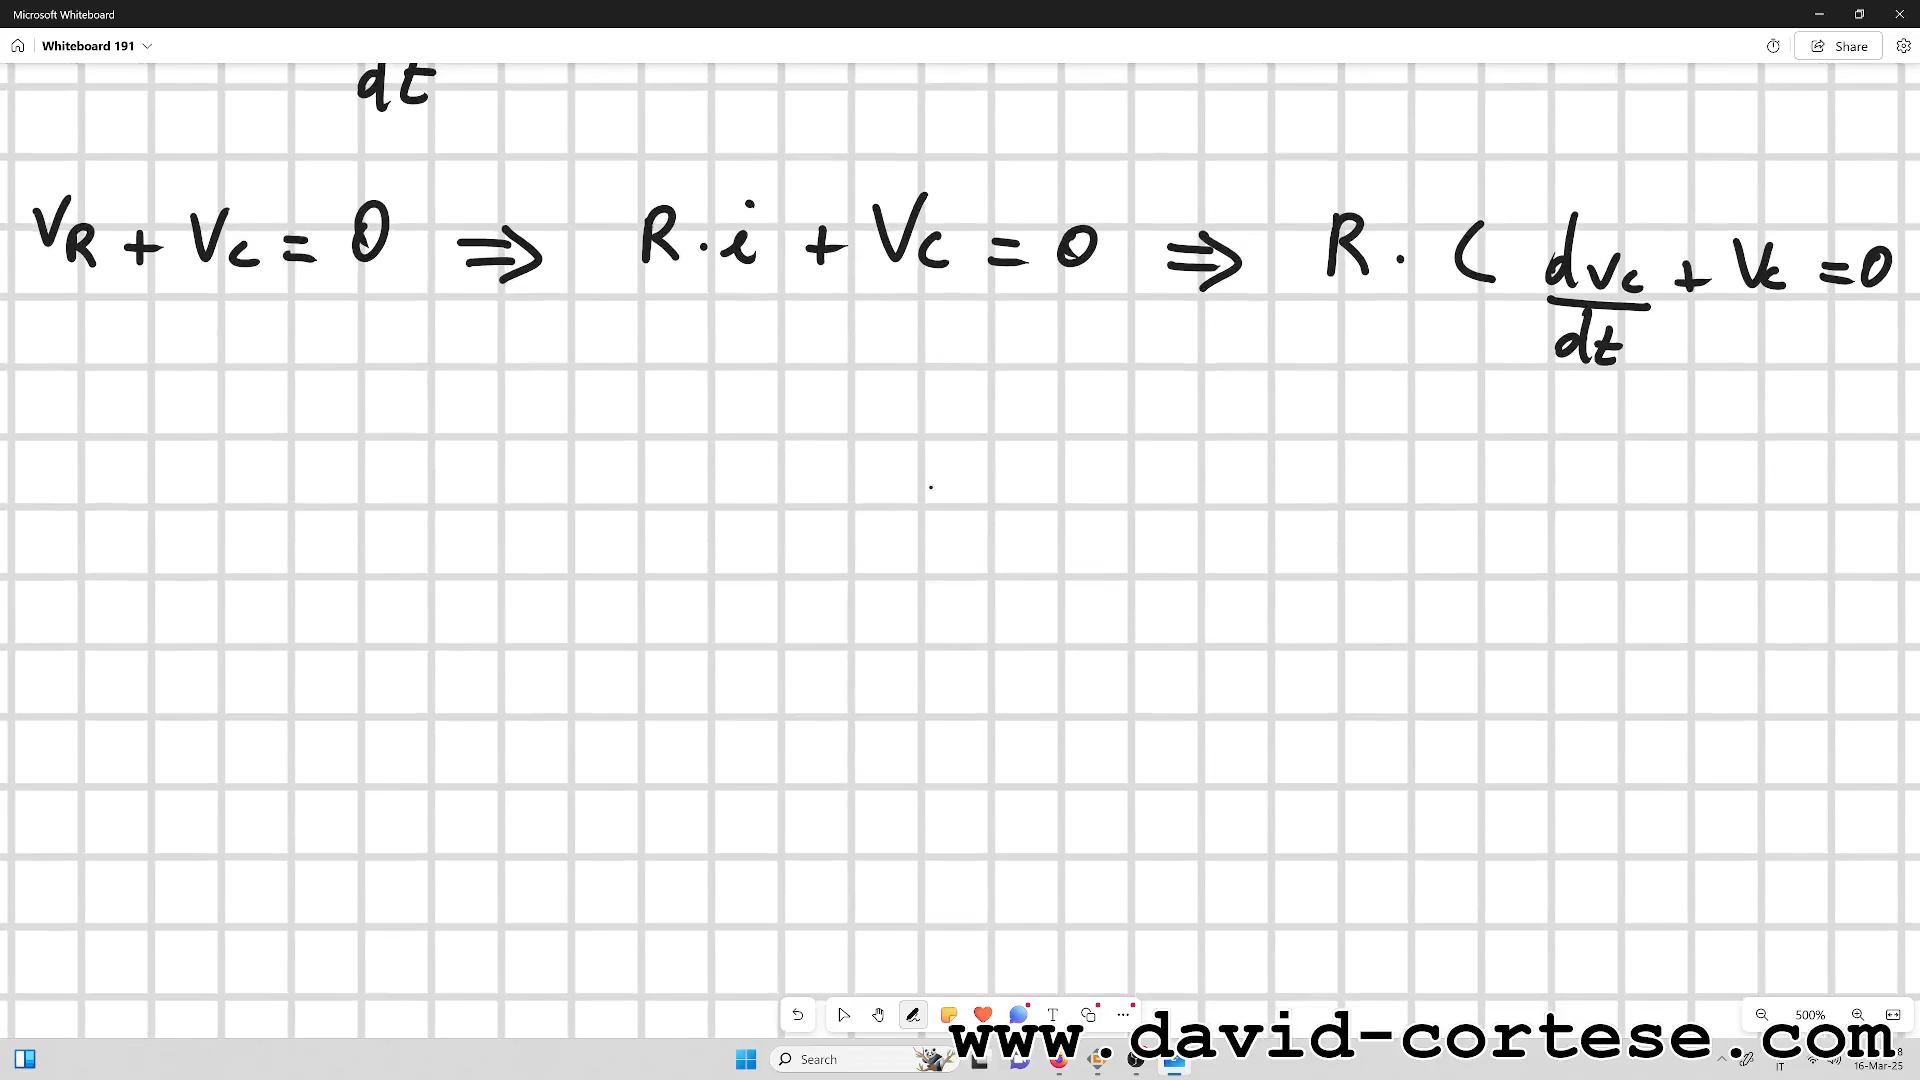 Microsoft Whiteboard
Whiteboard 191
Share
dt
VR + Vc = 0 ⇒ R · i + Vc = 0 ⇒ R · C dvc/dt + Vc = 0
500%
www.david-cortese.com
Search
IT
16-Mar-25